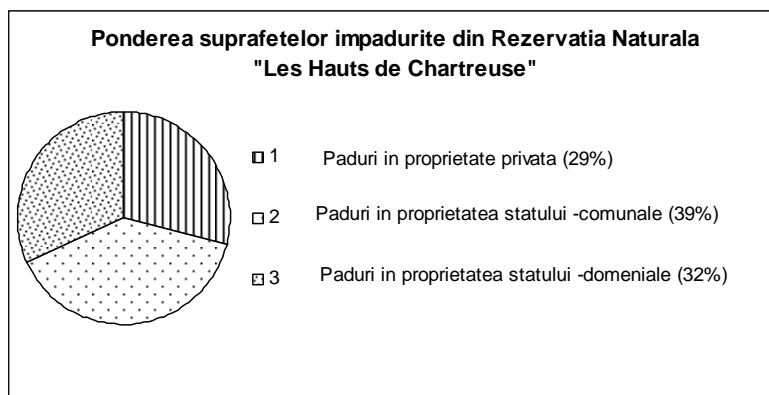 Ponderea suprafetelor impadurite din Rezervatia Naturala
"Les Hauts de Chartreuse"
1 Paduri in proprietate privata (29%)
2 Paduri in proprietatea statului -comunale (39%)
3 Paduri in proprietatea statului -domeniale (32%)